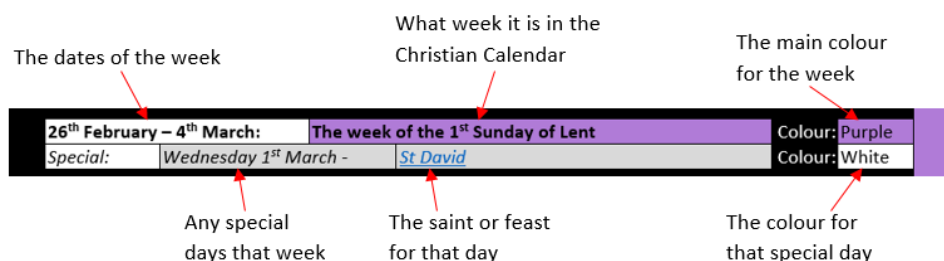 What week it is in the
Christian Calendar
The dates of the week
The main colour
for the week
26th February – 4th March: The week of the 1st Sunday of Lent Colour: Purple
Special: Wednesday 1st March - St David Colour: White
Any special
days that week
The saint or feast
for that day
The colour for
that special day